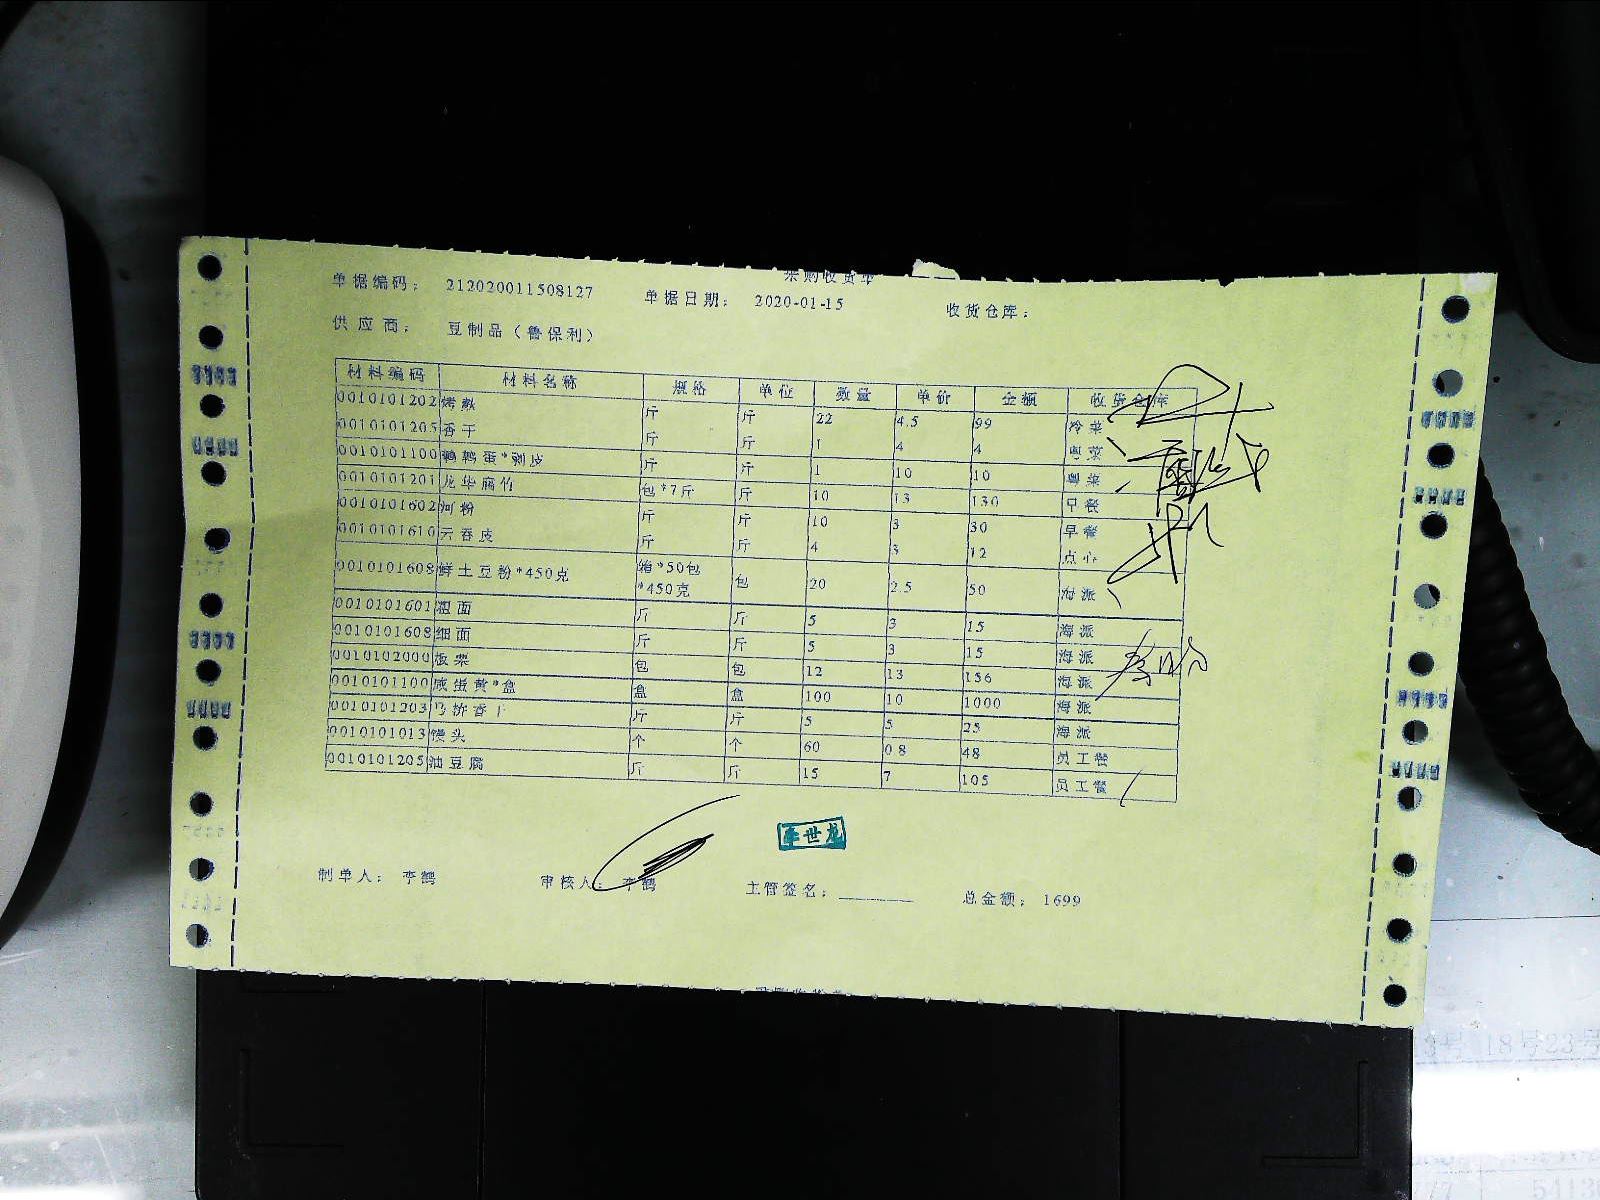 采购收货单
单据编码： 212020011508127 单据日期： 2020-01-15 收货仓库：
供应商： 豆制品（鲁保利）
材料编码 材料名称 规格 单位 数量 单价 金额 收货仓库
0010101202 烤麸 斤 斤 22 4.5 99 冷菜
0010101205 香干 斤 斤 1 4 4 粤菜
0010101100 鹌鹑蛋*剥皮 斤 斤 1 10 10 粤菜
0010101201 龙华腐竹 包*7斤 斤 10 13 130 早餐
0010101602 河粉 斤 斤 10 3 30 早餐
0010101610 云吞皮 斤 斤 4 3 12 点心
0010101608 鲜土豆粉*450克 箱*50包*450克 包 20 2.5 50 海派
0010101601 粗面 斤 斤 5 3 15 海派
0010101608 细面 斤 斤 5 3 15 海派
0010102000 板栗 包 包 12 13 156 海派
0010101100 咸蛋黄*盒 盒 盒 100 10 1000 海派
0010101203 马桥香干 斤 斤 5 5 25 海派
0010101013 馒头 个 个 60 0.8 48 员工餐
0010101205 油豆腐 斤 斤 15 7 105 员工餐
李世龙
制单人： 李鹤 审核人： 李鹤 主管签名： 总金额： 1699
18号23号